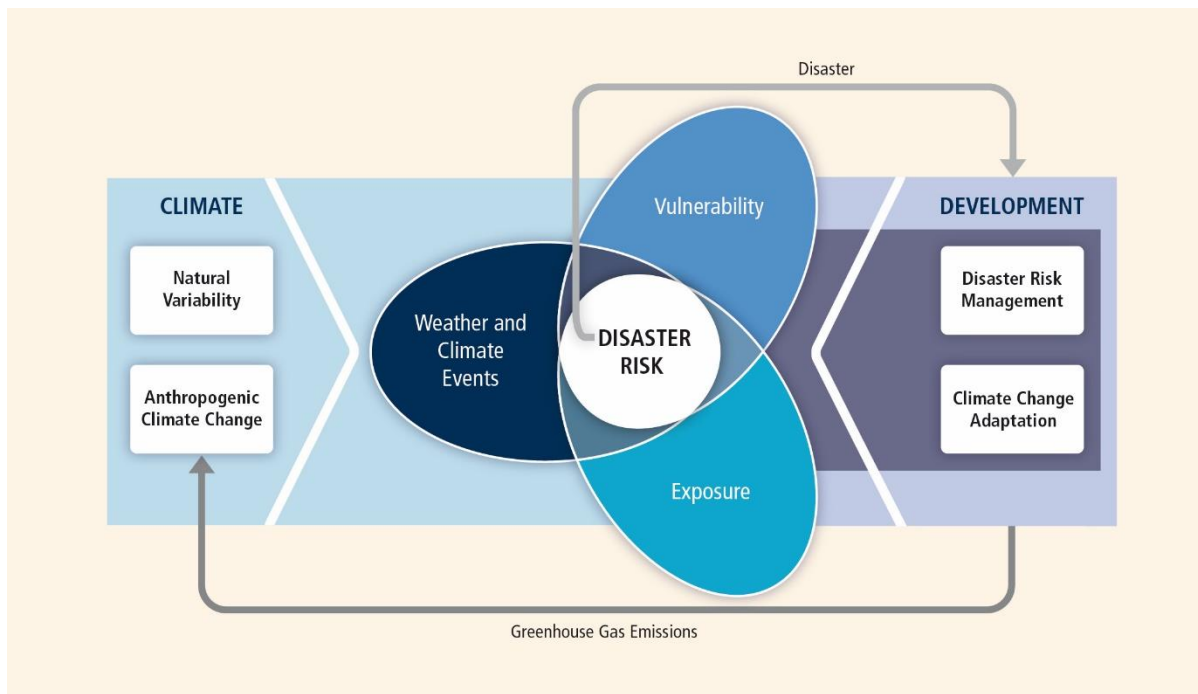 Disaster
CLIMATE
Natural
Variability
Anthropogenic
Climate Change
Vulnerability
Weather and
Climate
Events
DISASTER
RISK
Exposure
DEVELOPMENT
Disaster Risk
Management
Climate Change
Adaptation
Greenhouse Gas Emissions